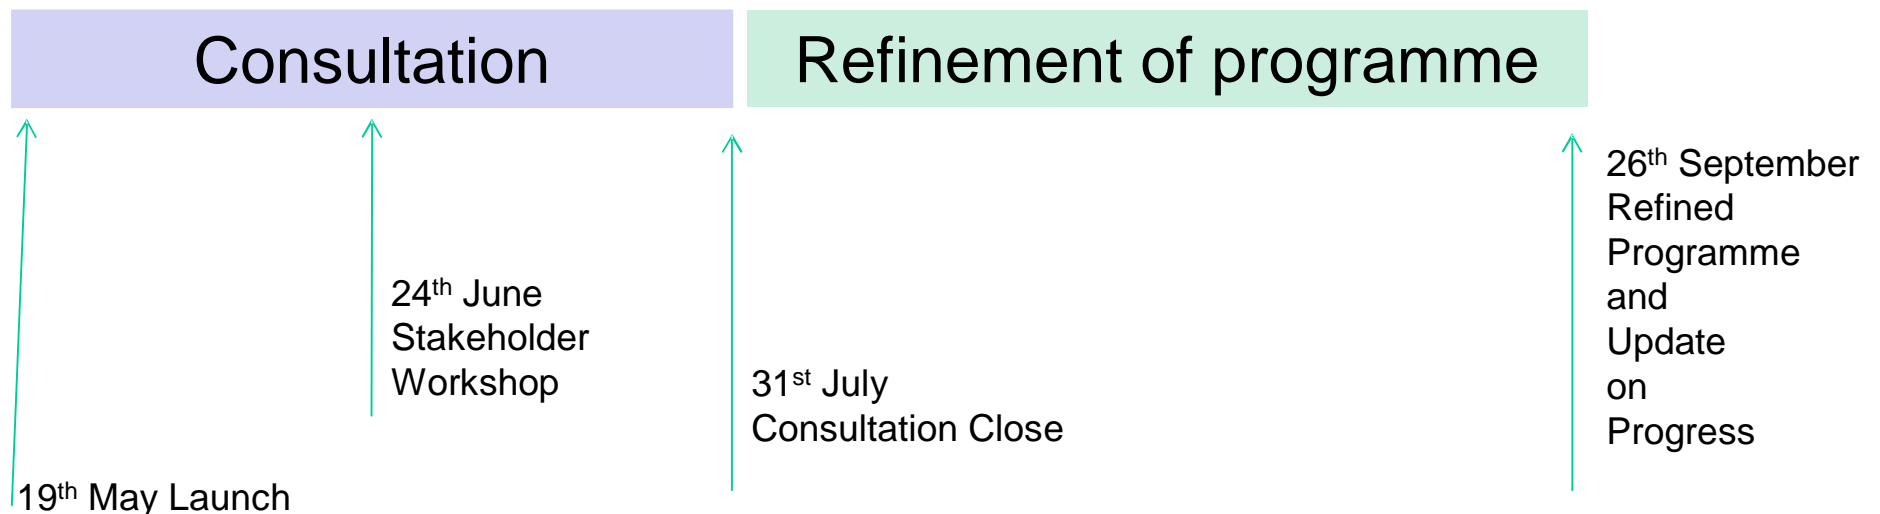 Consultation
Refinement of programme
19th May Launch
24th June
Stakeholder
Workshop
31st July
Consultation Close
26th September
Refined
Programme
and
Update
on
Progress